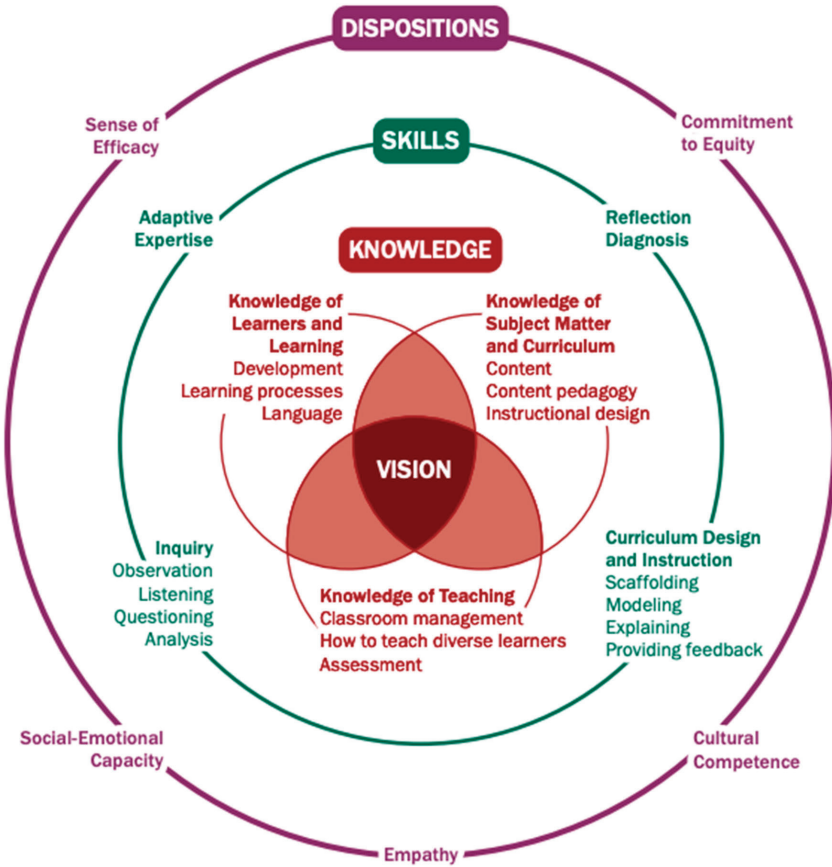 DISPOSITIONS
Sense of
Efficacy
Commitment
to Equity
SKILLS
Adaptive
Expertise
Reflection
Diagnosis
KNOWLEDGE
Knowledge of
Learners and
Learning
Development
Learning processes
Language
Knowledge of
Subject Matter
and Curriculum
Content
Content pedagogy
Instructional design
VISION
Inquiry
Observation
Listening
Questioning
Analysis
Knowledge of Teaching
Classroom management
How to teach diverse learners
Assessment
Curriculum Design
and Instruction
Scaffolding
Modeling
Explaining
Providing feedback
Social-Emotional
Capacity
Cultural
Competence
Empathy